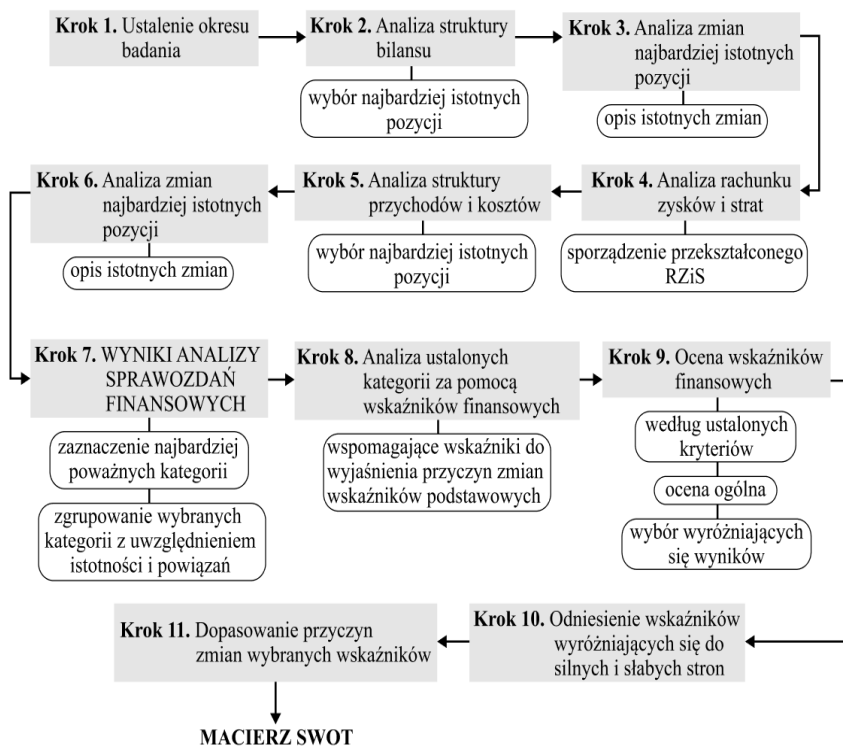 Krok 1. Ustalenie okresu
badania
Krok 2. Analiza struktury
bilansu
wybór najbardziej istotnych
pozycji
Krok 3. Analiza zmian
najbardziej istotnych
pozycji
opis istotnych zmian
Krok 4. Analiza rachunku
zysków i strat
sporządzenie przekształconego
RZiS
Krok 5. Analiza struktury
przychodów i kosztów
wybór najbardziej istotnych
pozycji
Krok 6. Analiza zmian
najbardziej istotnych
pozycji
opis istotnych zmian
Krok 7. WYNIKI ANALIZY
SPRAWOZDAŃ
FINANSOWYCH
zaznaczenie najbardziej
poważnych kategorii
zgrupowanie wybranych
kategorii z uwzględnieniem
istotności i powiązań
Krok 8. Analiza ustalonych
kategorii za pomocą
wskaźników finansowych
wspomagające wskaźniki do
wyjaśnienia przyczyn zmian
wskaźników podstawowych
Krok 9. Ocena wskaźników
finansowych
według ustalonych
kryteriów
ocena ogólna
wybór wyróżniających
się wyników
Krok 10. Odniesienie wskaźników
wyróżniających się do
silnych i słabych stron
Krok 11. Dopasowanie przyczyn
zmian wybranych wskaźników
MACIERZ SWOT